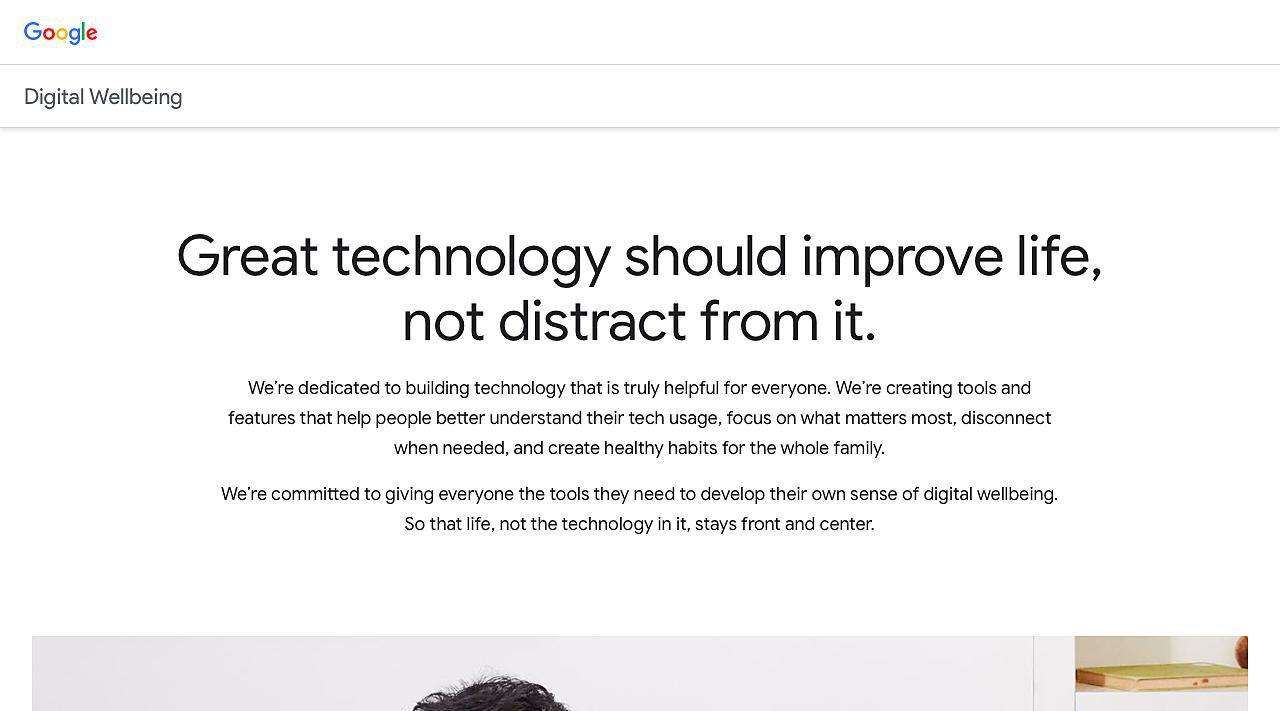 Google
Digital Wellbeing
Great technology should improve life,
not distract from it.
We’re dedicated to building technology that is truly helpful for everyone. We’re creating tools and
features that help people better understand their tech usage, focus on what matters most, disconnect
when needed, and create healthy habits for the whole family.
We’re committed to giving everyone the tools they need to develop their own sense of digital wellbeing.
So that life, not the technology in it, stays front and center.